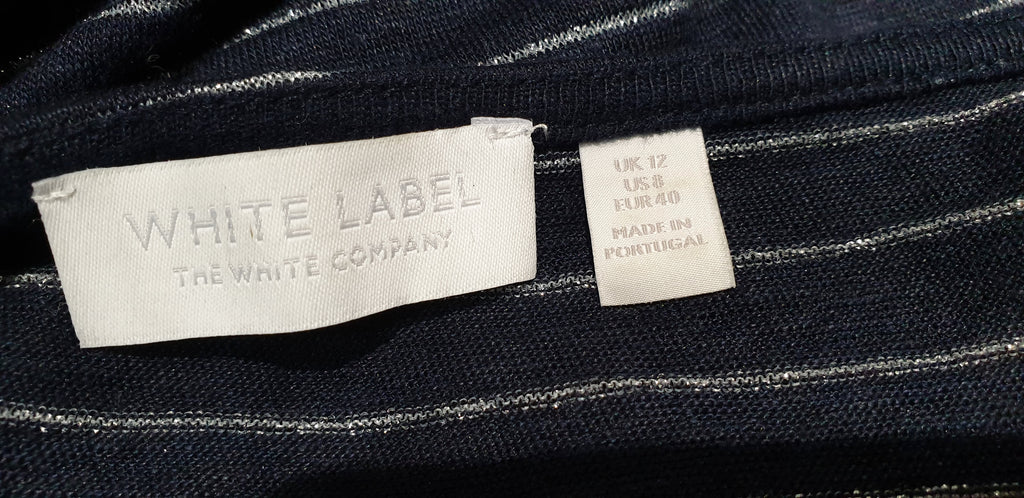 WHITE LABEL
THE WHITE COMPANY
UK 12
US 8
EUR 40
MADE IN
PORTUGAL